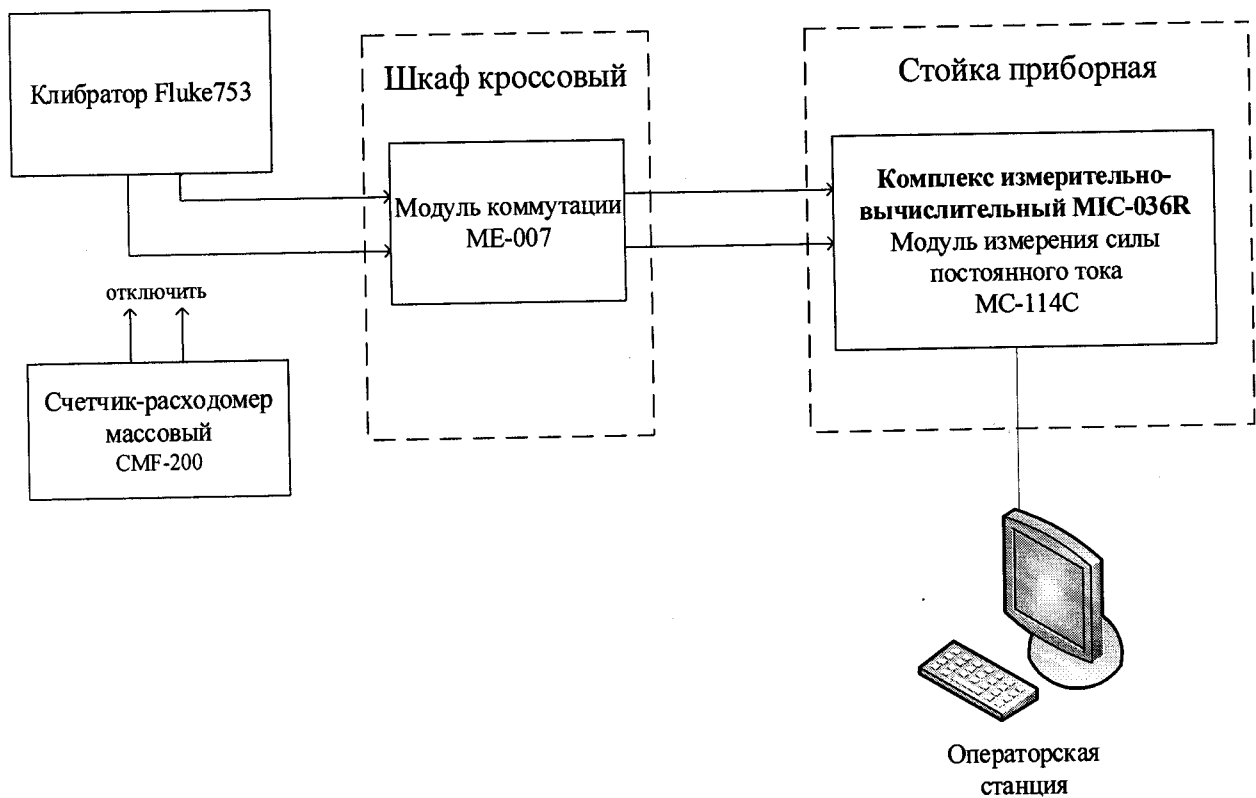 Клибратор Fluke753
Шкаф кроссовый
Модуль коммутации
МЕ-007
Стойка приборная
Комплекс измерительно-
вычислительный MIC-036R
Модуль измерения силы
постоянного тока
МС-114С
отключить
Счетчик-расходомер
массовый
CMF-200
Операторская
станция